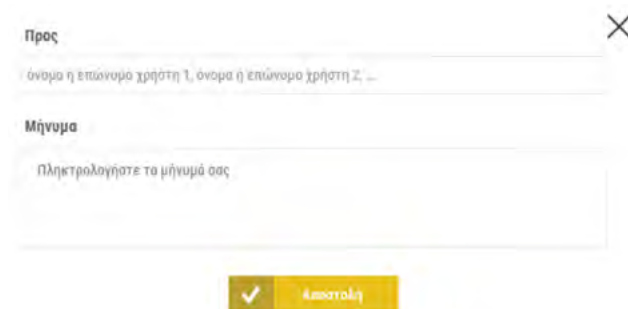 Προς
όνομα η επώνυμο χρήστη 1, όνομα ή επώνυμο χρήστη 2, ...
Μήνυμα
Πληκτρολογήστε το μήνυμά σας
Αποστολή